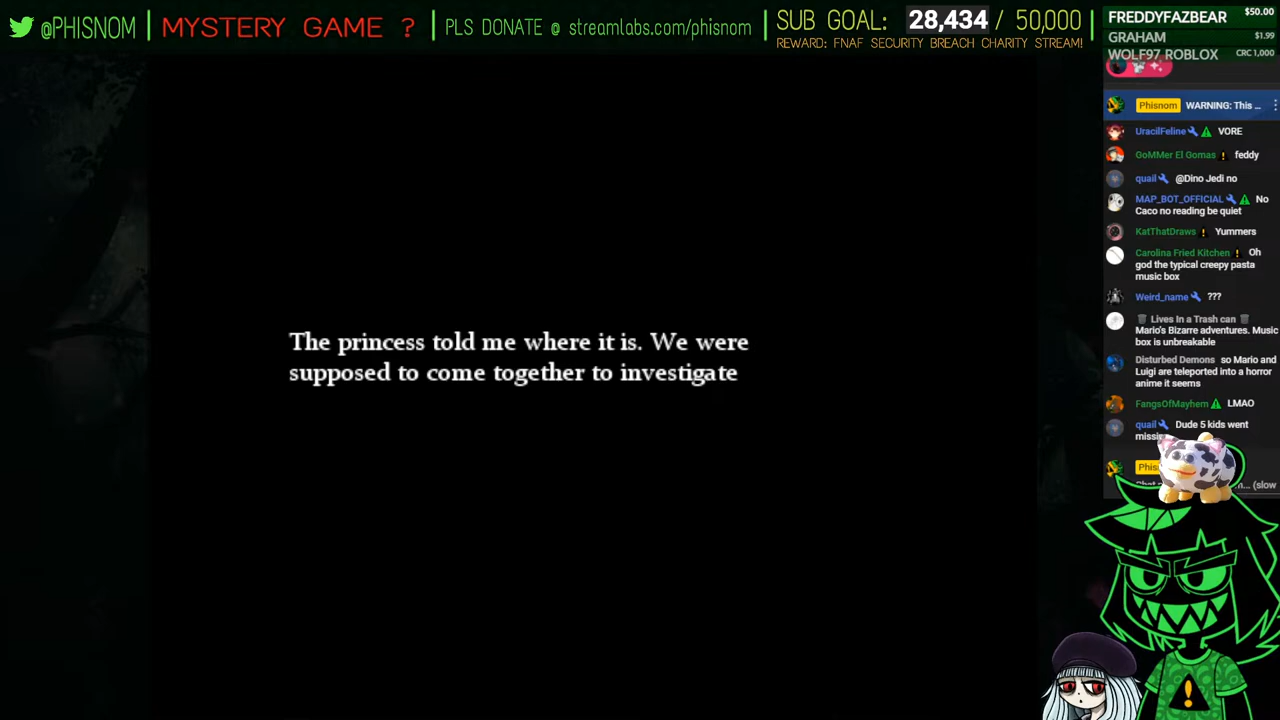 @PHISNOM
MYSTERY GAME ?
PLS DONATE @ streamlabs.com/phisnom
SUB GOAL: 28,434 / 50,000
REWARD: FNAF SECURITY BREACH CHARITY STREAM!
FREDDYFAZBEAR $50.00
GRAHAM $1.99
WOLF97 ROBLOX CRC 1,000
Phisnom WARNING: This ...
UracilFeline VORE
GoMMer El Gomas feddy
quail @Dino Jedi no
MAP_BOT_OFFICIAL No
Caco no reading be quiet
KatThatDraws Yummers
Carolina Fried Kitchen Oh
god the typical creepy pasta
music box
Weird_name ???
Lives In a Trash can
Mario's Bizarre adventures. Music
box is unbreakable
Disturbed Demons so Mario and
Luigi are teleported into a horror
anime it seems
FangsOfMayhem LMAO
quail Dude 5 kids went
The princess told me where it is. We were
supposed to come together to investigate
(slow